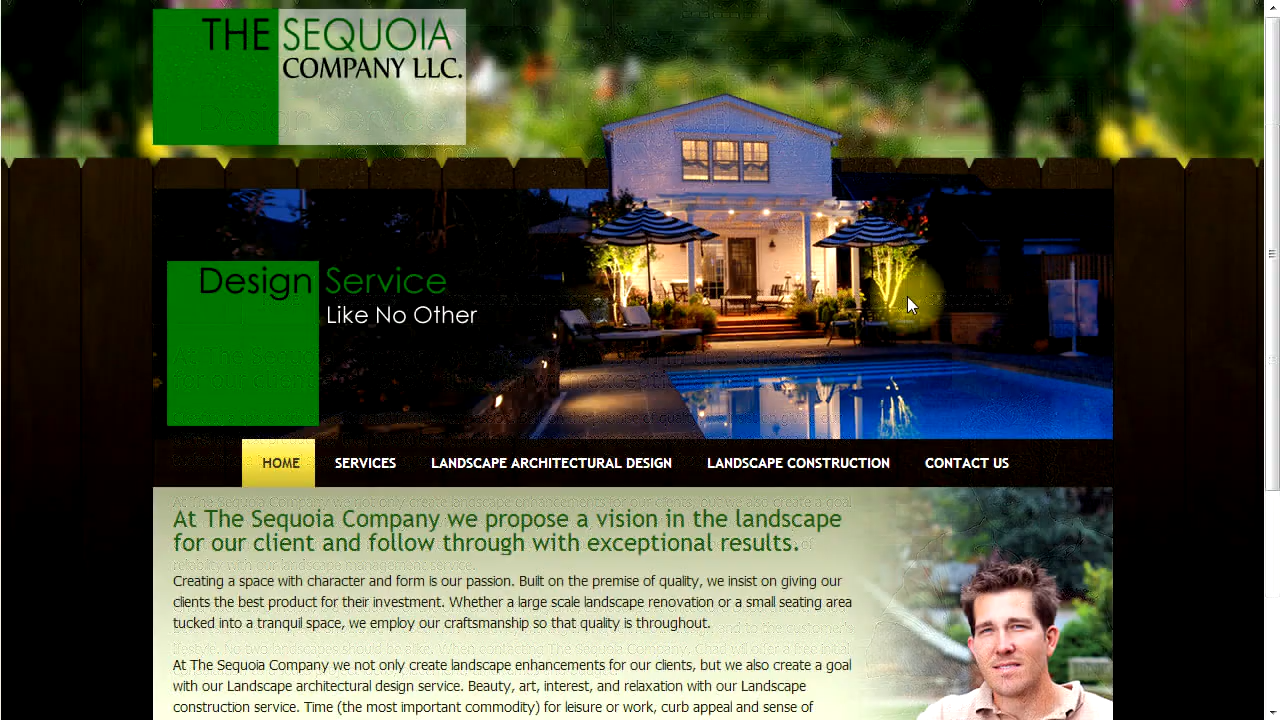 THE SEQUOIA
COMPANY LLC.
Design Service
Like No Other
HOME SERVICES LANDSCAPE ARCHITECTURAL DESIGN LANDSCAPE CONSTRUCTION CONTACT US
At The Sequoia Company we propose a vision in the landscape
for our client and follow through with exceptional results.
Creating a space with character and form is our passion. Built on the premise of quality, we insist on giving our
clients the best product for their investment. Whether a large scale landscape renovation or a small seating area
tucked into a tranquil space, we employ our craftsmanship so that quality is throughout.
At The Sequoia Company we not only create landscape enhancements for our clients, but we also create a goal
with our Landscape architectural design service. Beauty, art, interest, and relaxation with our Landscape
construction service. Time (the most important commodity) for leisure or work, curb appeal and sense of